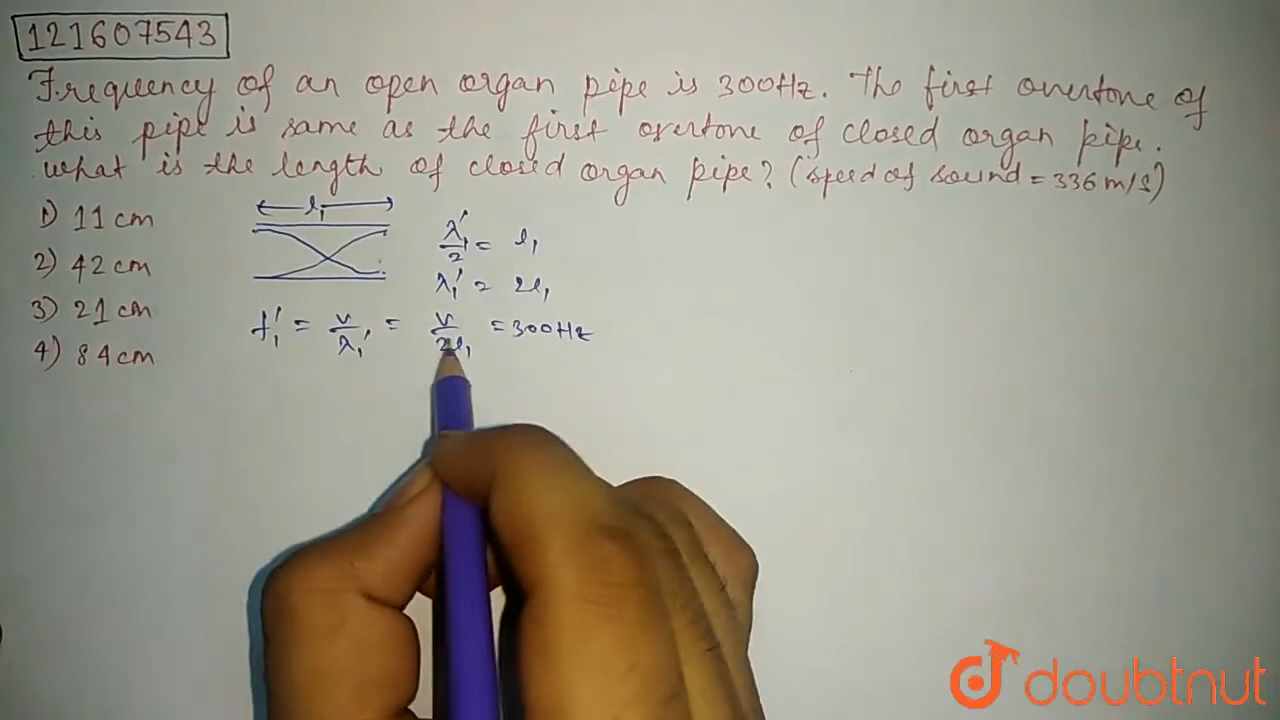 121607543
Frequency of an open organ pipe is 300Hz. The first overtone of
this pipe is same as the first overtone of closed organ pipe.
what is the length of closed organ pipe? (speed of sound = 336 m/s)
1) 11 cm
2) 42 cm
3) 21 cm
4) 84 cm
l₁
λ₁'/2 = l₁
λ₁' = 2l₁
f₁' = v/λ₁' = v/2l₁ = 300Hz
doubtnut